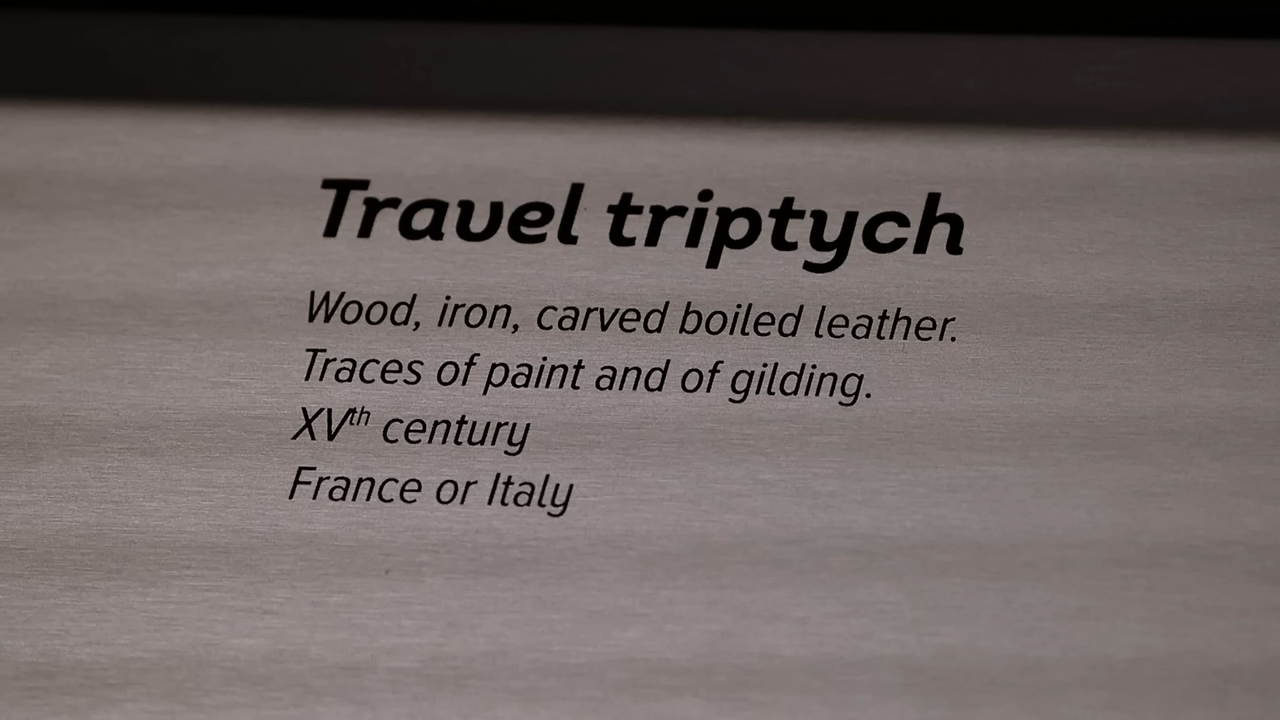 Travel triptych
Wood, iron, carved boiled leather.
Traces of paint and of gilding.
XVth century
France or Italy